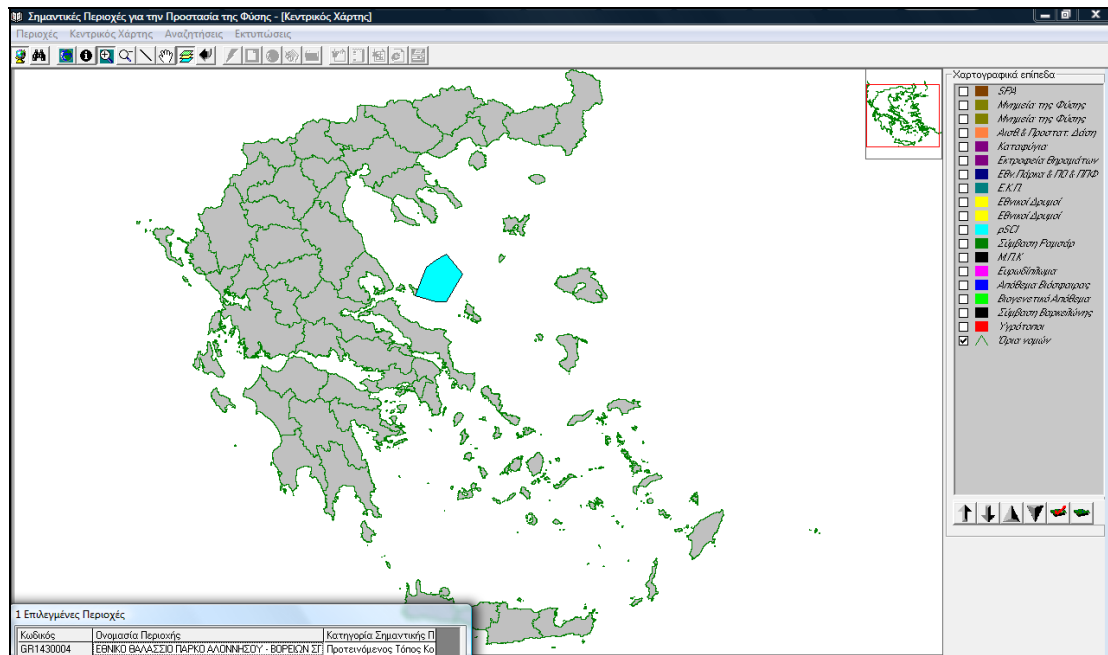 Σημαντικές Περιοχές για την Προστασία της Φύσης - [Κεντρικός Χάρτης]
Περιοχές Κεντρικός Χάρτης Αναζητήσεις Εκτυπώσεις
Χαρτογραφικά επίπεδα
SPA
Μνημεία της Φύσης
Μνημεία της Φύσης
Αισθ.& Προστατ. Δάση
Καταφύγια
Εκτροφεία Θηραμάτων
Εθν.Πάρκα & ΠΟ & ΠΠΦ
Ε.Κ.Π.
Εθνικοί Δρυμοί
Εθνικοί Δρυμοί
pSCI
Σύμβαση Ραμσάρ
Μ.Π.Κ
Ευρωδίπλωμα
Απόθεμα Βιόσφαιρας
Βιογενετικό Απόθεμα
Σύμβαση Βαρκελώνης
Υγρότοποι
Όρια νομών
1 Επιλεγμένες Περιοχές
Κωδικός Ονομασία Περιοχής Κατηγορία Σημαντικής Π
GR1430004 ΕΘΝΙΚΟ ΘΑΛΑΣΣΙΟ ΠΑΡΚΟ ΑΛΟΝΝΗΣΟΥ - ΒΟΡΕΙΩΝ ΣΠ Προτεινόμενος Τόπος Κο